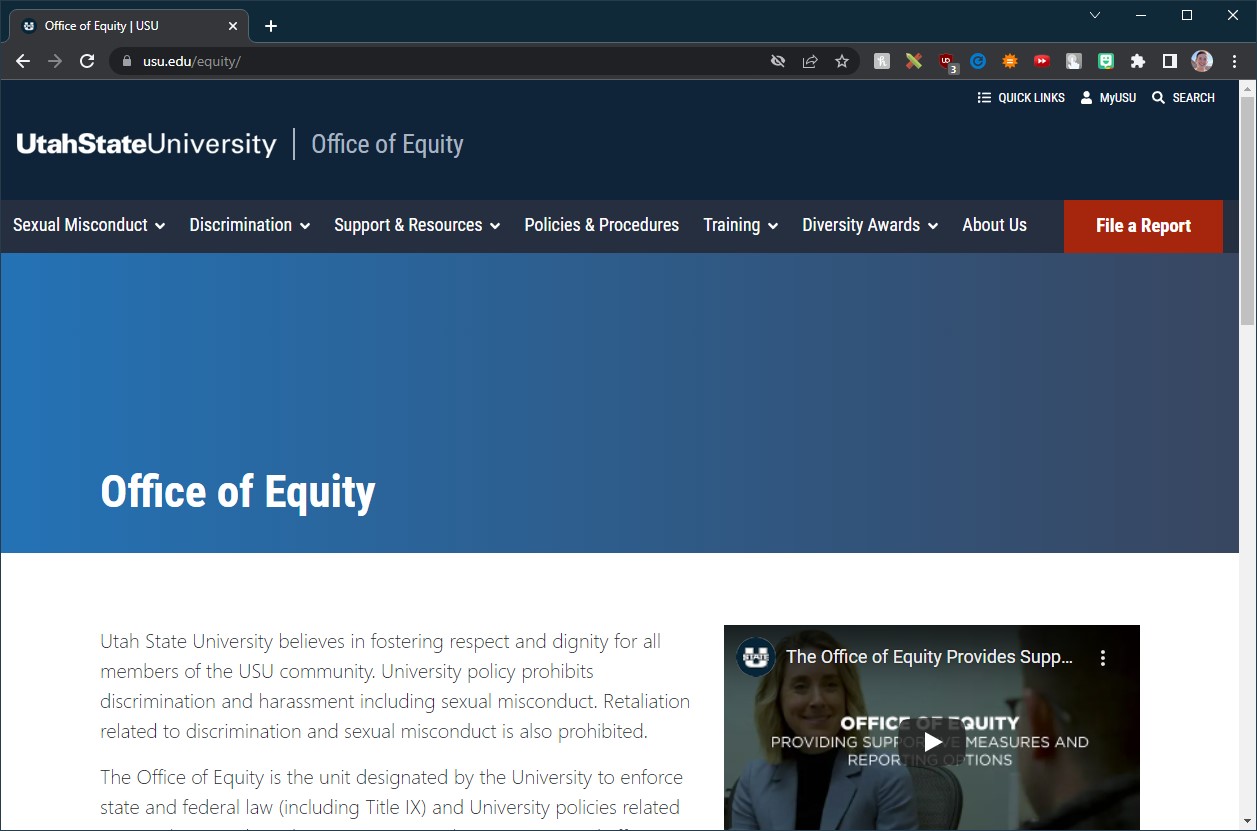 Office of Equity | USU
usu.edu/equity/
3
QUICK LINKS MyUSU SEARCH
UtahStateUniversity | Office of Equity
Sexual Misconduct Discrimination Support & Resources Policies & Procedures Training Diversity Awards About Us File a Report
Office of Equity
Utah State University believes in fostering respect and dignity for all
members of the USU community. University policy prohibits
discrimination and harassment including sexual misconduct. Retaliation
related to discrimination and sexual misconduct is also prohibited.
The Office of Equity is the unit designated by the University to enforce
state and federal law (including Title IX) and University policies related
STATE
The Office of Equity Provides Supp...
OFFICE OF EQUITY
PROVIDING SUPPORTIVE MEASURES AND
REPORTING OPTIONS